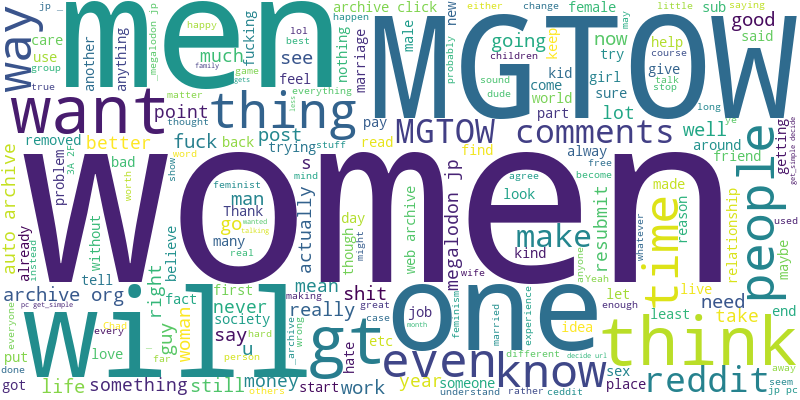 men
MGTOW
women
will
one
want
thing
way
MGTOW comments
think
people
time
make
know
even
gt
reddit
jp
happy
_megalodon jp
archive click
either
change
female
little
sub
saying
care
use
another
anything
much
fucking
lol
best
see
feel
nothing
marriage
happen
male
new
going
keep
kid
now
try
may
help
course
good
said
group
true
matter
family
game
gets
everything
less
children
probably
sound
dude
come
world
girl
sure
give
talk
stop
long
point
thought
pay
part
lot
removed
better
fuck
back
post
trying
stuff
well
around
ye
getting
get_simple decide
problem
3A 2F
bad
word
show
s
mind
read
find
alway
free
friend
auto archive
worth
feminist
man
Thank
go
wanted
talking
many
real
actually
though
day
might
web archive
megalodon jp
agree
look
kind
wife
become
anyone
Yeah
whatever
resubmit
made
reason
relationship
maybe
used
already
instead
without
tell
believe
right
fact
first
mean
archive org
never
society
really
making
great
case
shit
job
etc
feminism
married
experience
idea
let
enough
least
live
need
take
end
pc get_simple
everyone
every
Chad
far
guy
woman
say
u
hard
person
_archive
wrong
hate
month
different
decide url
away
put
love
done
got
life
something
still
money
others
start
work
year
someone
understand
rather
ceddit
sex
place
seem
jp pc